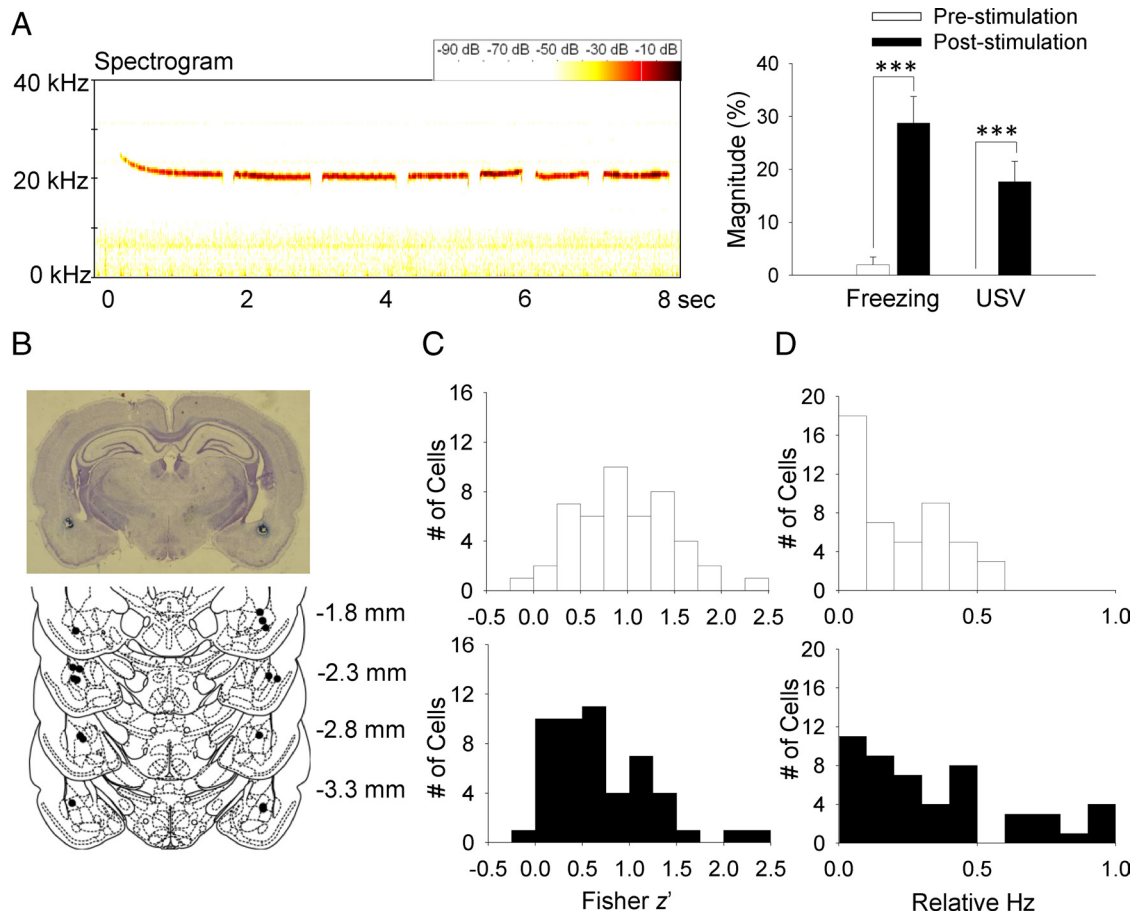 A
Spectrogram
-90 dB -70 dB -50 dB -30 dB -10 dB
40 kHz
20 kHz
0 kHz
0 2 4 6 8 sec
Pre-stimulation
Post-stimulation
Magnitude (%)
40
30
20
10
0
***
***
Freezing USV
B
-1.8 mm
-2.3 mm
-2.8 mm
-3.3 mm
C
# of Cells
16
12
8
4
0
-0.5 0.0 0.5 1.0 1.5 2.0 2.5
# of Cells
16
12
8
4
0
-0.5 0.0 0.5 1.0 1.5 2.0 2.5
Fisher z'
D
# of Cells
20
16
12
8
4
0
0.0 0.5 1.0
# of Cells
20
16
12
8
4
0
0.0 0.5 1.0
Relative Hz